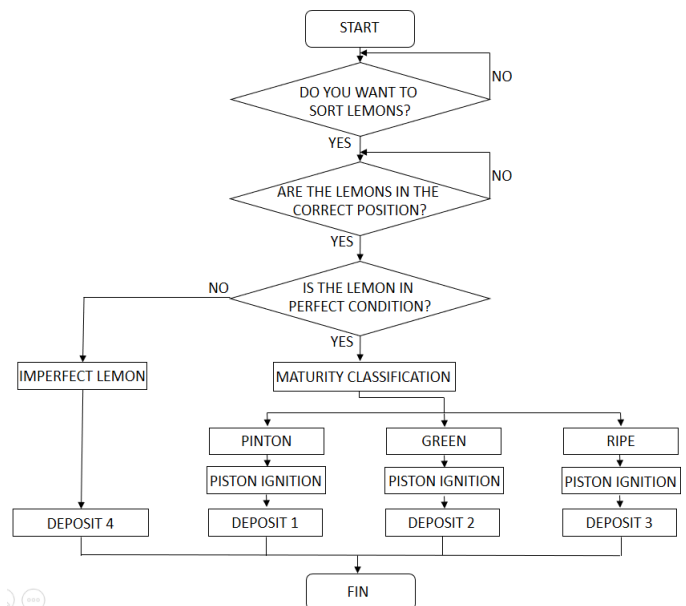 START
NO
DO YOU WANT TO
SORT LEMONS?
YES
NO
ARE THE LEMONS IN THE
CORRECT POSITION?
YES
NO
IS THE LEMON IN
PERFECT CONDITION?
YES
IMPERFECT LEMON
MATURITY CLASSIFICATION
PINTON
GREEN
RIPE
PISTON IGNITION
PISTON IGNITION
PISTON IGNITION
DEPOSIT 4
DEPOSIT 1
DEPOSIT 2
DEPOSIT 3
FIN